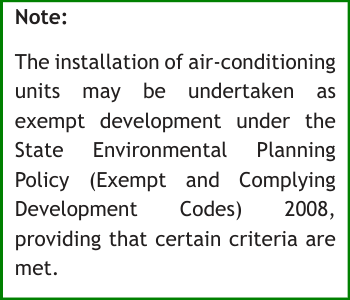 Note:
The installation of air-conditioning
units may be undertaken as
exempt development under the
State Environmental Planning
Policy (Exempt and Complying
Development Codes) 2008,
providing that certain criteria are
met.